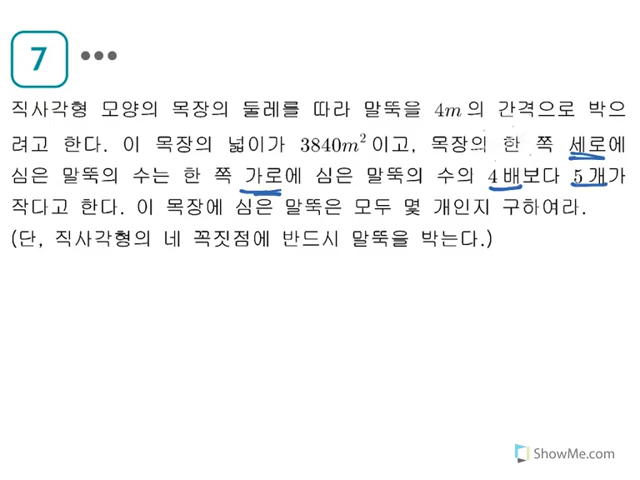 7 •••
직사각형 모양의 목장의 둘레를 따라 말뚝을 4m 의 간격으로 박으
려고 한다. 이 목장의 넓이가 3840m² 이고, 목장의 한 쪽 세로에
심은 말뚝의 수는 한 쪽 가로에 심은 말뚝의 수의 4 배보다 5 개가
작다고 한다. 이 목장에 심은 말뚝은 모두 몇 개인지 구하여라.
(단, 직사각형의 네 꼭짓점에 반드시 말뚝을 박는다.)
ShowMe.com